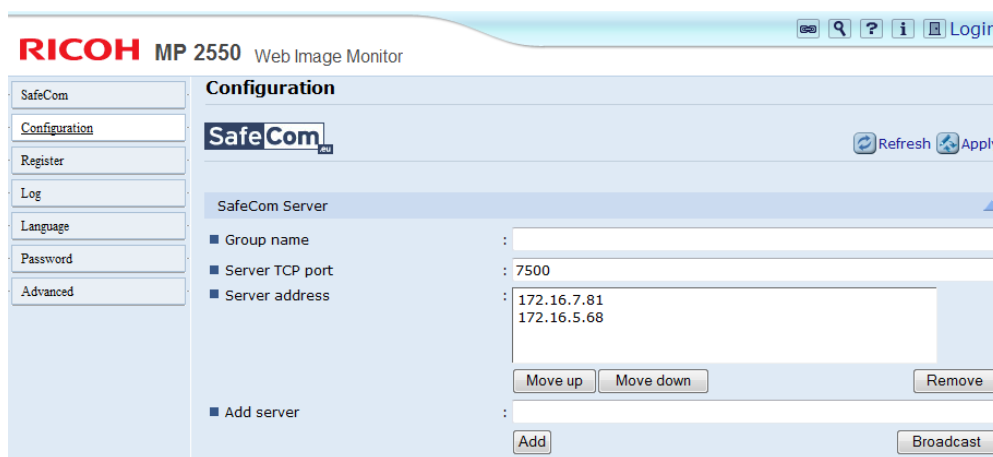 Login
RICOH MP 2550 Web Image Monitor
SafeCom
Configuration
Register
Log
Language
Password
Advanced
Configuration
SafeCom.eu
Refresh Apply
SafeCom Server
Group name :
Server TCP port : 7500
Server address : 172.16.7.81
172.16.5.68
Move up Move down Remove
Add server :
Add Broadcast